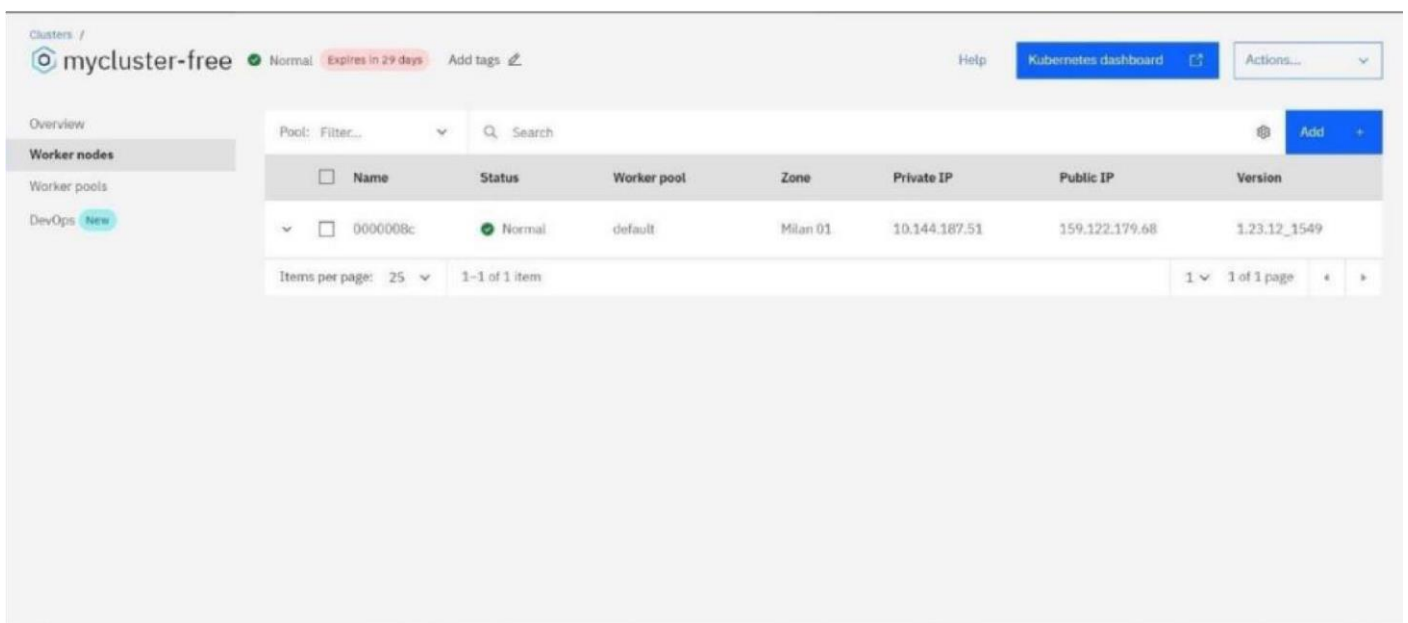 Clusters /
mycluster-free Normal Expires in 29 days Add tags Help Kubernetes dashboard Actions...
Overview
Worker nodes
Worker pools
DevOps New
Pool: Filter... Search Add +
Name Status Worker pool Zone Private IP Public IP Version
0000008c Normal default Milan 01 10.144.187.51 159.122.179.68 1.23.12_1549
Items per page: 25 1–1 of 1 item 1 1 of 1 page